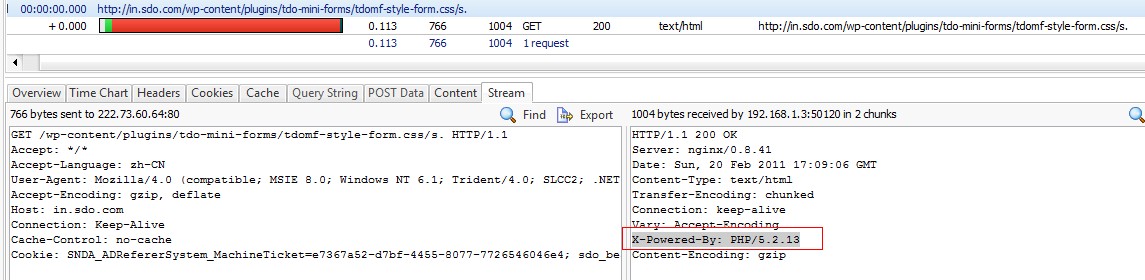 00:00:00.000 http://in.sdo.com/wp-content/plugins/tdo-mini-forms/tdomf-style-form.css/s.
+ 0.000 0.113 766 1004 GET 200 text/html http://in.sdo.com/wp-content/plugins/tdo-mini-forms/tdomf-style-form.css/s.
0.113 766 1004 1 request
Overview Time Chart Headers Cookies Cache Query String POST Data Content Stream
766 bytes sent to 222.73.60.64:80 Find Export
GET /wp-content/plugins/tdo-mini-forms/tdomf-style-form.css/s. HTTP/1.1
Accept: */*
Accept-Language: zh-CN
User-Agent: Mozilla/4.0 (compatible; MSIE 8.0; Windows NT 6.1; Trident/4.0; SLCC2; .NET
Accept-Encoding: gzip, deflate
Host: in.sdo.com
Connection: Keep-Alive
Cache-Control: no-cache
Cookie: SNDA_ADRefererSystem_MachineTicket=e7367a52-d7bf-4455-8077-7726546046e4; sdo_be
1004 bytes received by 192.168.1.3:50120 in 2 chunks
HTTP/1.1 200 OK
Server: nginx/0.8.41
Date: Sun, 20 Feb 2011 17:09:06 GMT
Content-Type: text/html
Transfer-Encoding: chunked
Connection: keep-alive
Vary: Accept-Encoding
X-Powered-By: PHP/5.2.13
Content-Encoding: gzip